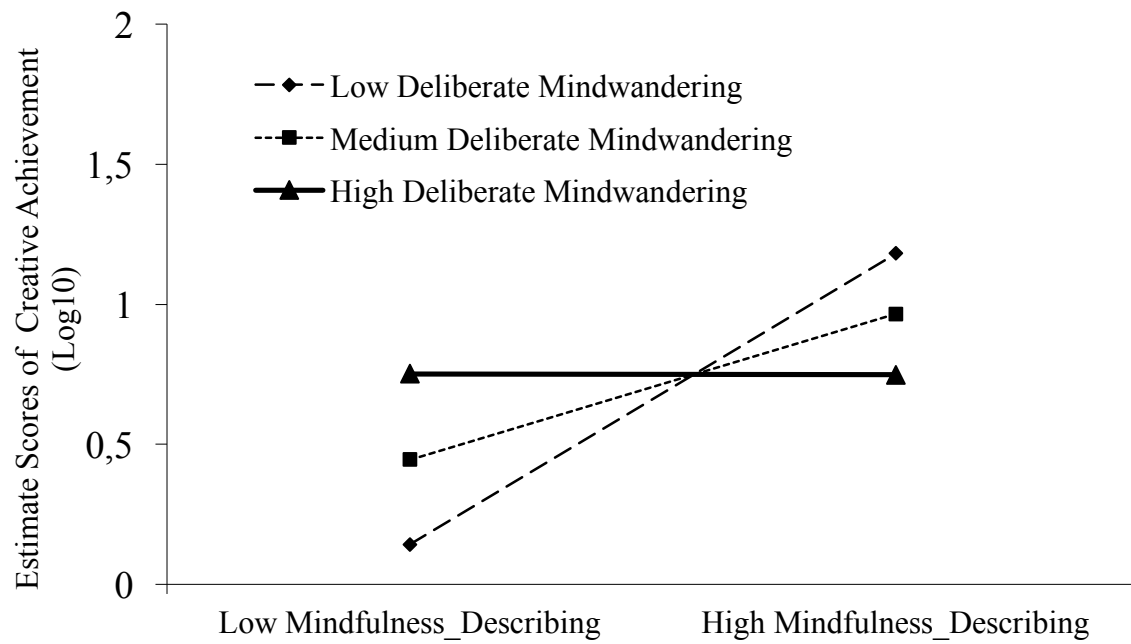 Estimate Scores of Creative Achievement
(Log10)
2
1,5
1
0,5
0
Low Deliberate Mindwandering
Medium Deliberate Mindwandering
High Deliberate Mindwandering
Low Mindfulness_Describing
High Mindfulness_Describing